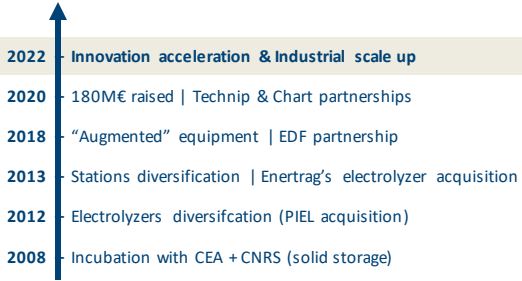 2022 Innovation acceleration & Industrial scale up
2020 180M€ raised | Technip & Chart partnerships
2018 “Augmented” equipment | EDF partnership
2013 Stations diversification | Enertrag’s electrolyzer acquisition
2012 Electrolyzers diversifcation (PIEL acquisition)
2008 Incubation with CEA + CNRS (solid storage)